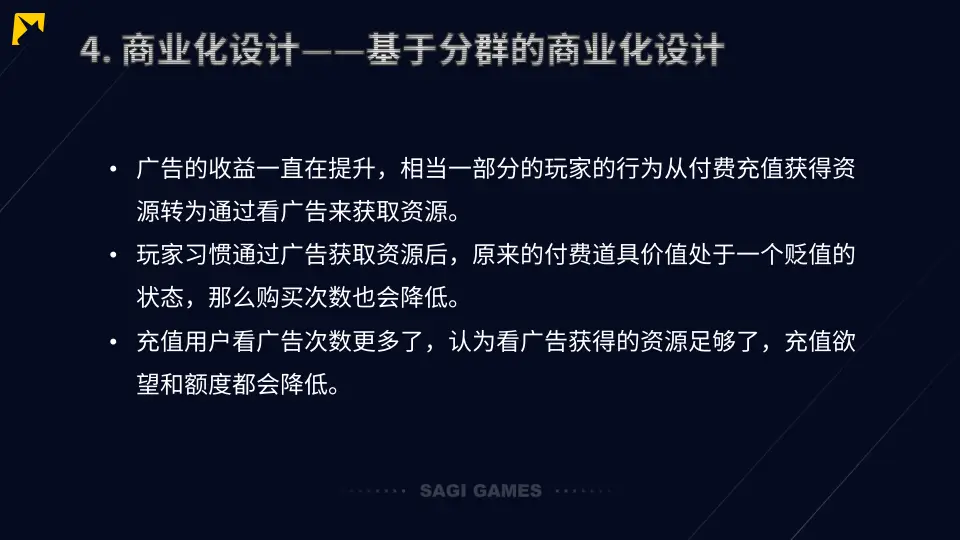 4. 商业化设计——基于分群的商业化设计
• 广告的收益一直在提升，相当一部分的玩家的行为从付费充值获得资
源转为通过看广告来获取资源。
• 玩家习惯通过广告获取资源后，原来的付费道具价值处于一个贬值的
状态，那么购买次数也会降低。
• 充值用户看广告次数更多了，认为看广告获得的资源足够了，充值欲
望和额度都会降低。
SAGI GAMES